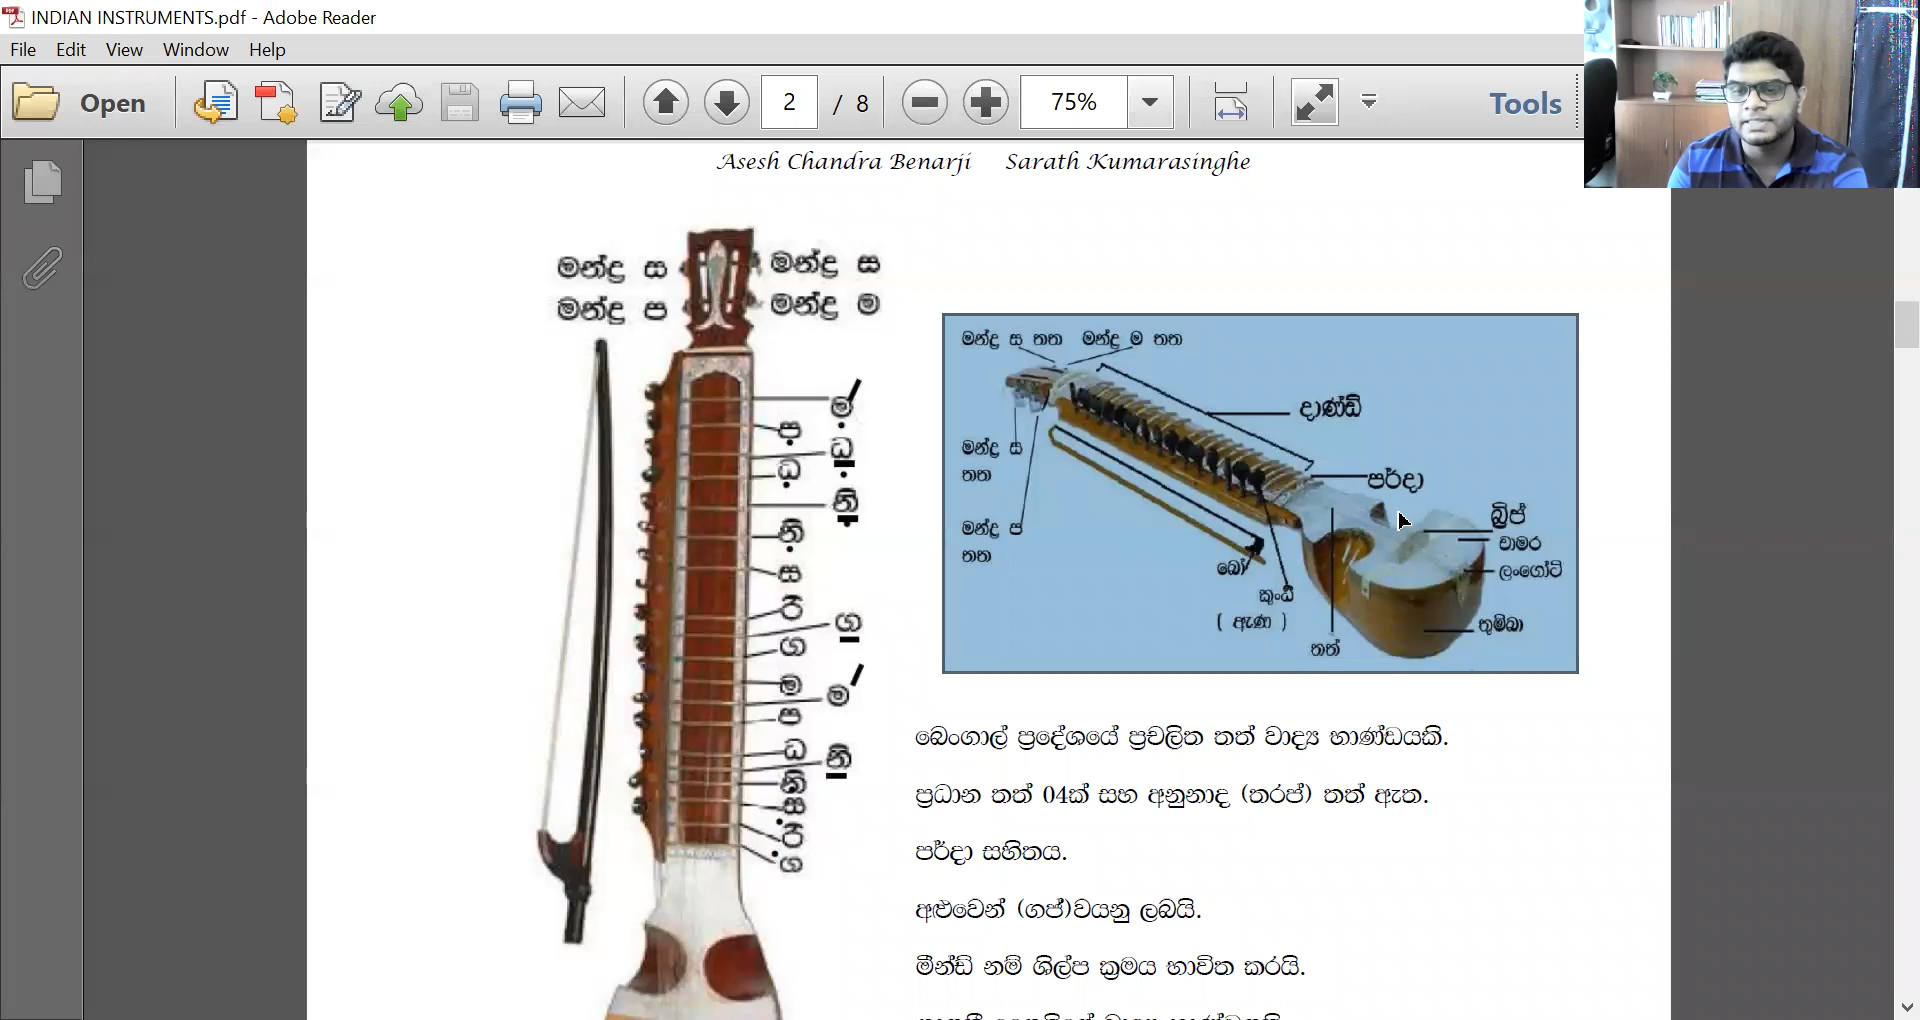 INDIAN INSTRUMENTS.pdf - Adobe Reader
File Edit View Window Help
Open 2 / 8 75% Tools
Asesh Chandra Benarji Sarath Kumarasinghe
මන්ද්‍ර ස මන්ද්‍ර ස
මන්ද්‍ර ප මන්ද්‍ර ම
ම
ප
ධ
ධ
නි
නි
ස
රි
ග
ග
ම
ම
ප
ධ
නි
නි
ස
රි
ග
මන්ද්‍ර ස තත මන්ද්‍ර ම තත
දාණ්ඩි
මන්ද්‍ර ස
තත
පර්දා
මන්ද්‍ර ප
තත
බ්‍රිජ්
චාමර
ලංගෝට්
බෝ
කුංටි
( ඇණ )
තුම්බා
තත්
බෙංගාල් ප්‍රදේශයේ ප්‍රචලිත තත් වාද්‍ය භාණ්ඩයකි.
ප්‍රධාන තත් 04ක් සහ අනුනාද (තරප්) තත් ඇත.
පර්දා සහිතය.
අළුවෙන් (ගජ්)වයනු ලබයි.
මීන්ඩ් නම් ශිල්ප ක්‍රමය භාවිත කරයි.